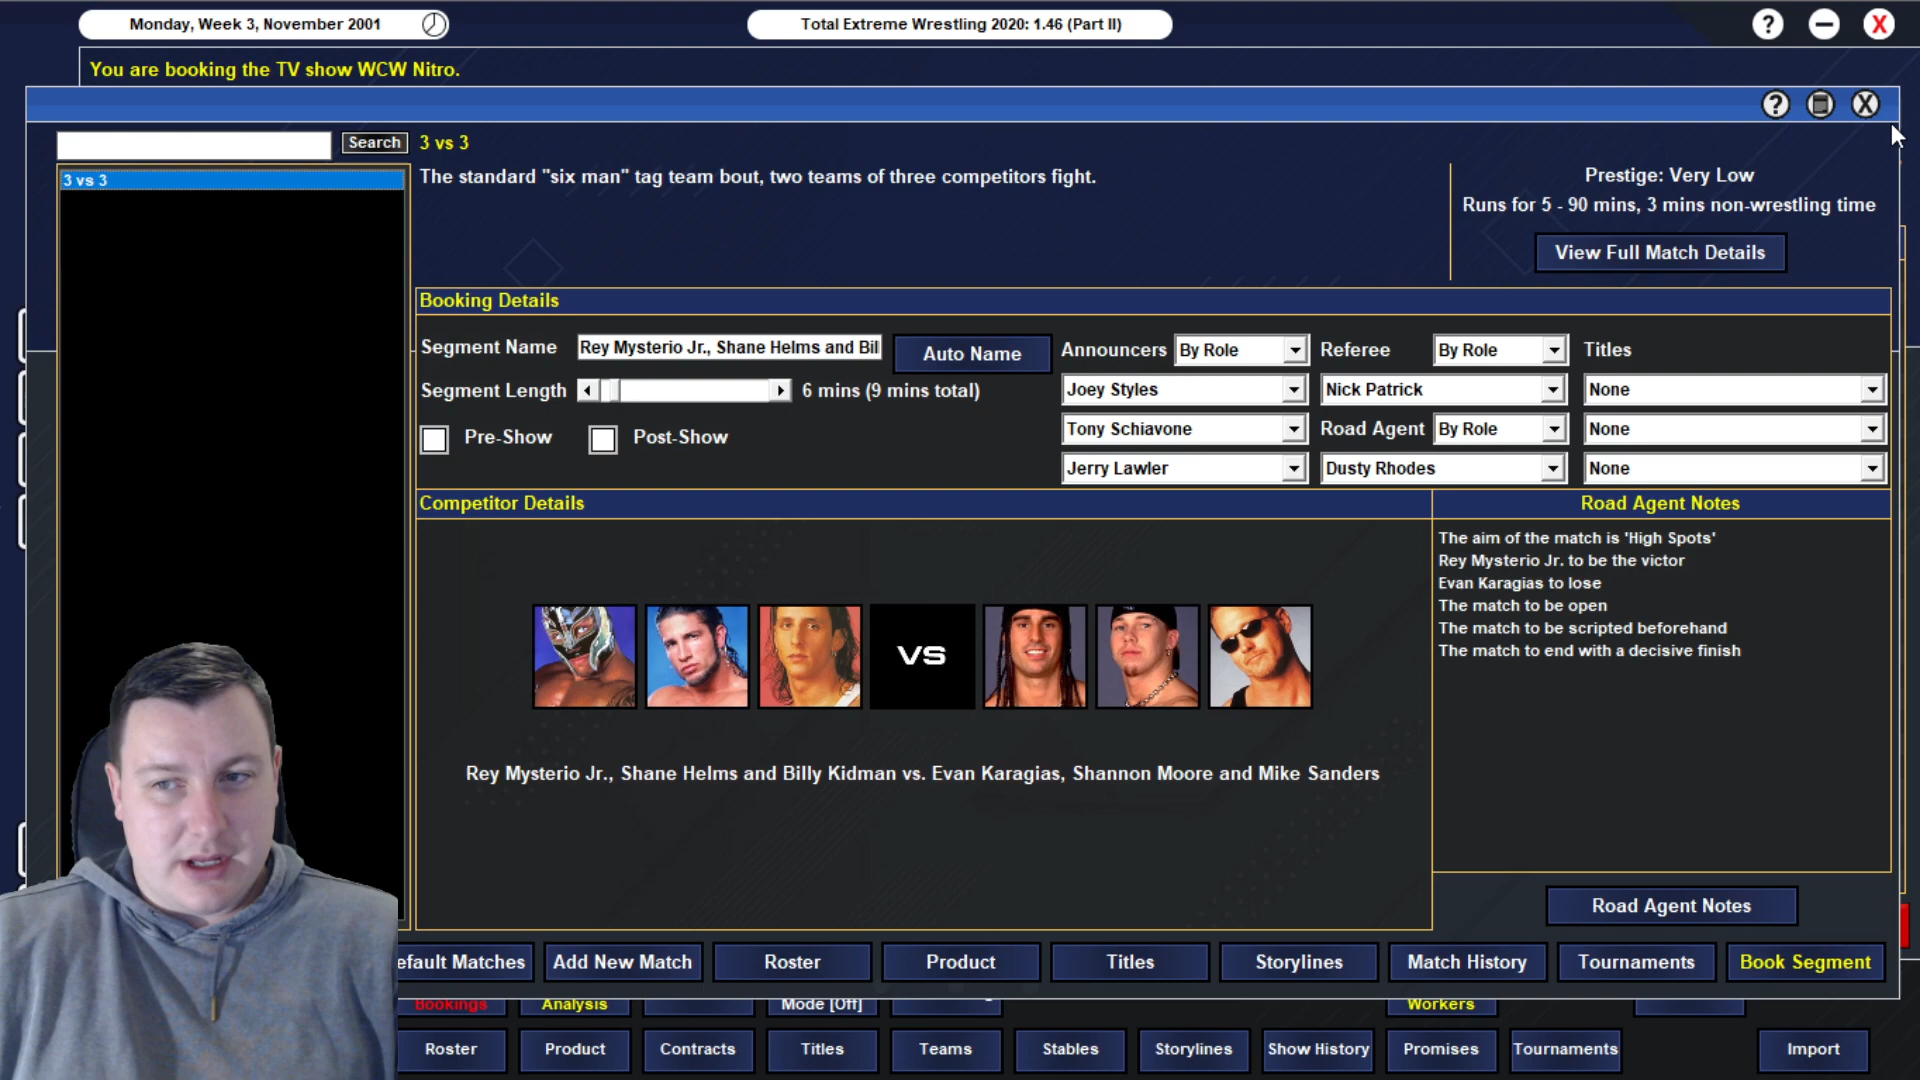 Monday, Week 3, November 2001
Total Extreme Wrestling 2020: 1.46 (Part II)
? X
You are booking the TV show WCW Nitro.
? X
Search
3 vs 3
3 vs 3
The standard "six man" tag team bout, two teams of three competitors fight.
Prestige: Very Low
Runs for 5 - 90 mins, 3 mins non-wrestling time
View Full Match Details
Booking Details
Segment Name Rey Mysterio Jr., Shane Helms and Bil Auto Name Announcers By Role Referee By Role Titles
Segment Length 6 mins (9 mins total) Joey Styles Nick Patrick None
Pre-Show Post-Show Tony Schiavone Road Agent By Role None
Jerry Lawler Dusty Rhodes None
Competitor Details
Road Agent Notes
The aim of the match is 'High Spots'
Rey Mysterio Jr. to be the victor
Evan Karagias to lose
The match to be open
The match to be scripted beforehand
The match to end with a decisive finish
VS
Rey Mysterio Jr., Shane Helms and Billy Kidman vs. Evan Karagias, Shannon Moore and Mike Sanders
Road Agent Notes
efault Matches Add New Match Roster Product Titles Storylines Match History Tournaments Book Segment
Bookings Analysis Mode [Off] Workers
Roster Product Contracts Titles Teams Stables Storylines Show History Promises Tournaments Import